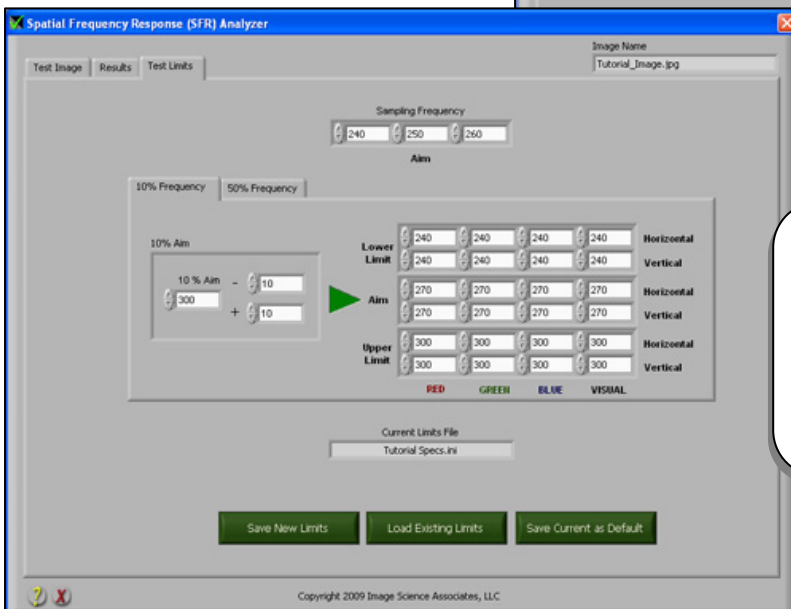 Spatial Frequency Response (SFR) Analyzer
Image Name
Test Image Results Test Limits Tutorial_Image.jpg
Sampling Frequency
240 250 260
Aim
10% Frequency 50% Frequency
10% Aim
10 % Aim - 10
300
+ 10
Lower Limit
240 240 240 240 Horizontal
240 240 240 240 Vertical
Aim
270 270 270 270 Horizontal
270 270 270 270 Vertical
Upper Limit
300 300 300 300 Horizontal
300 300 300 300 Vertical
RED GREEN BLUE VISUAL
Current Limits File
Tutorial Specs.ini
Save New Limits Load Existing Limits Save Current as Default
Copyright 2009 Image Science Associates, LLC